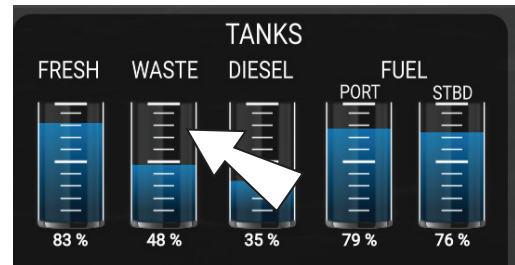 TANKS
FRESH WASTE DIESEL FUEL
PORT STBD
83 % 48 % 35 % 79 % 76 %